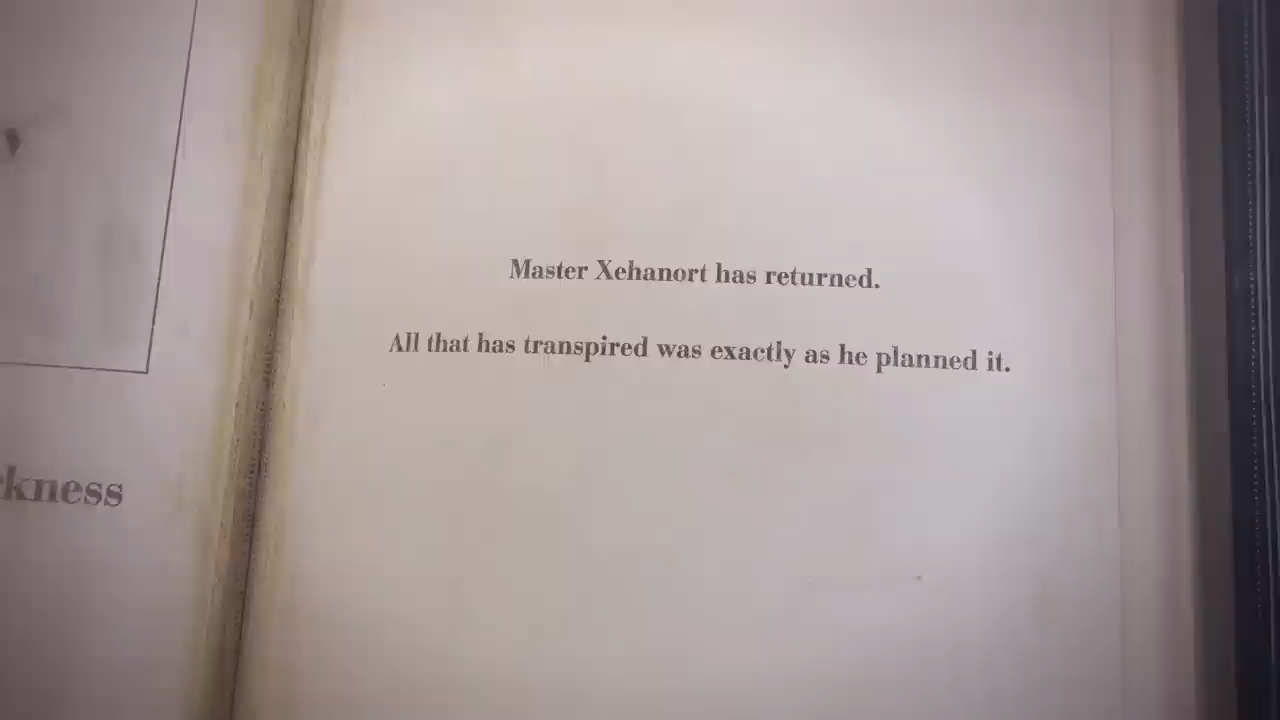 kness
Master Xehanort has returned.
All that has transpired was exactly as he planned it.